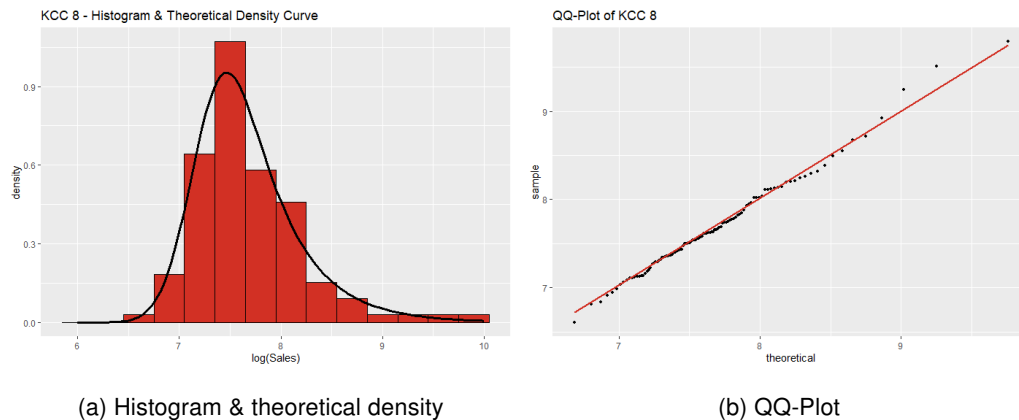 KCC 8 - Histogram & Theoretical Density Curve
0.9
0.6
0.3
0.0
density
6
7
8
9
10
log(Sales)
(a) Histogram & theoretical density
QQ-Plot of KCC 8
9
8
7
sample
7
8
9
theoretical
(b) QQ-Plot